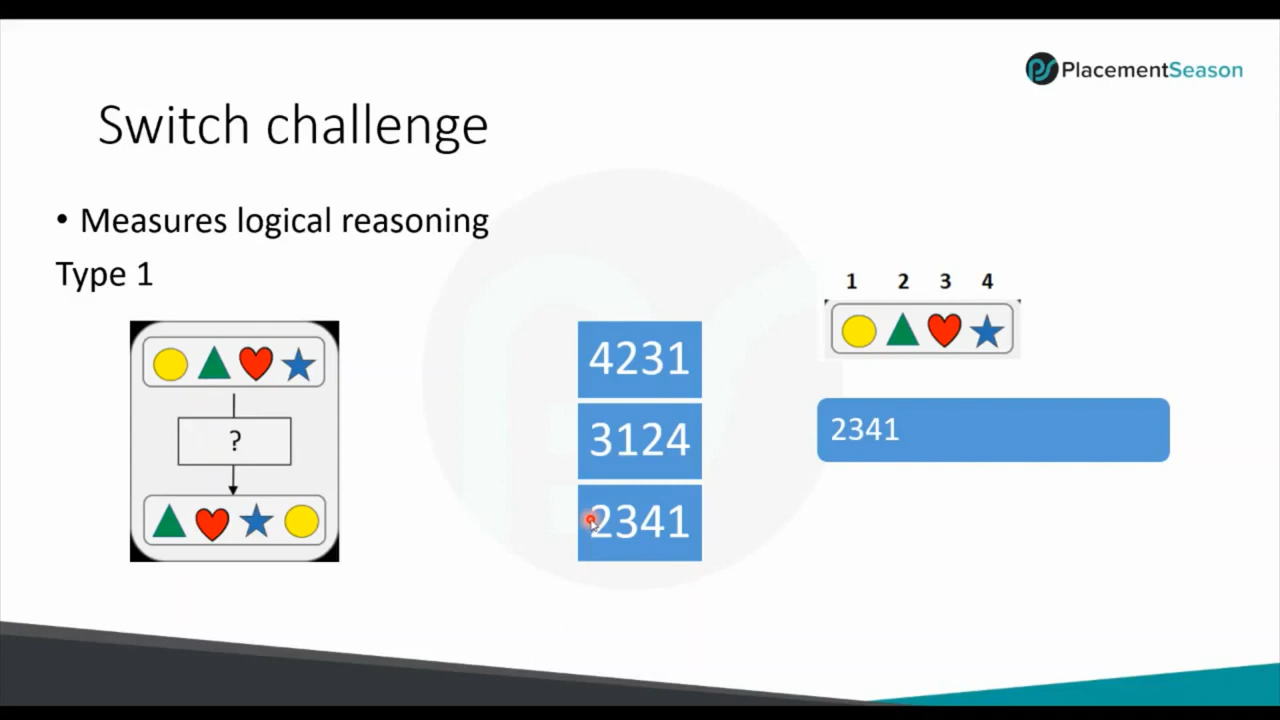 PlacementSeason
Switch challenge
• Measures logical reasoning
Type 1
?
4231
3124
2341
1 2 3 4
2341